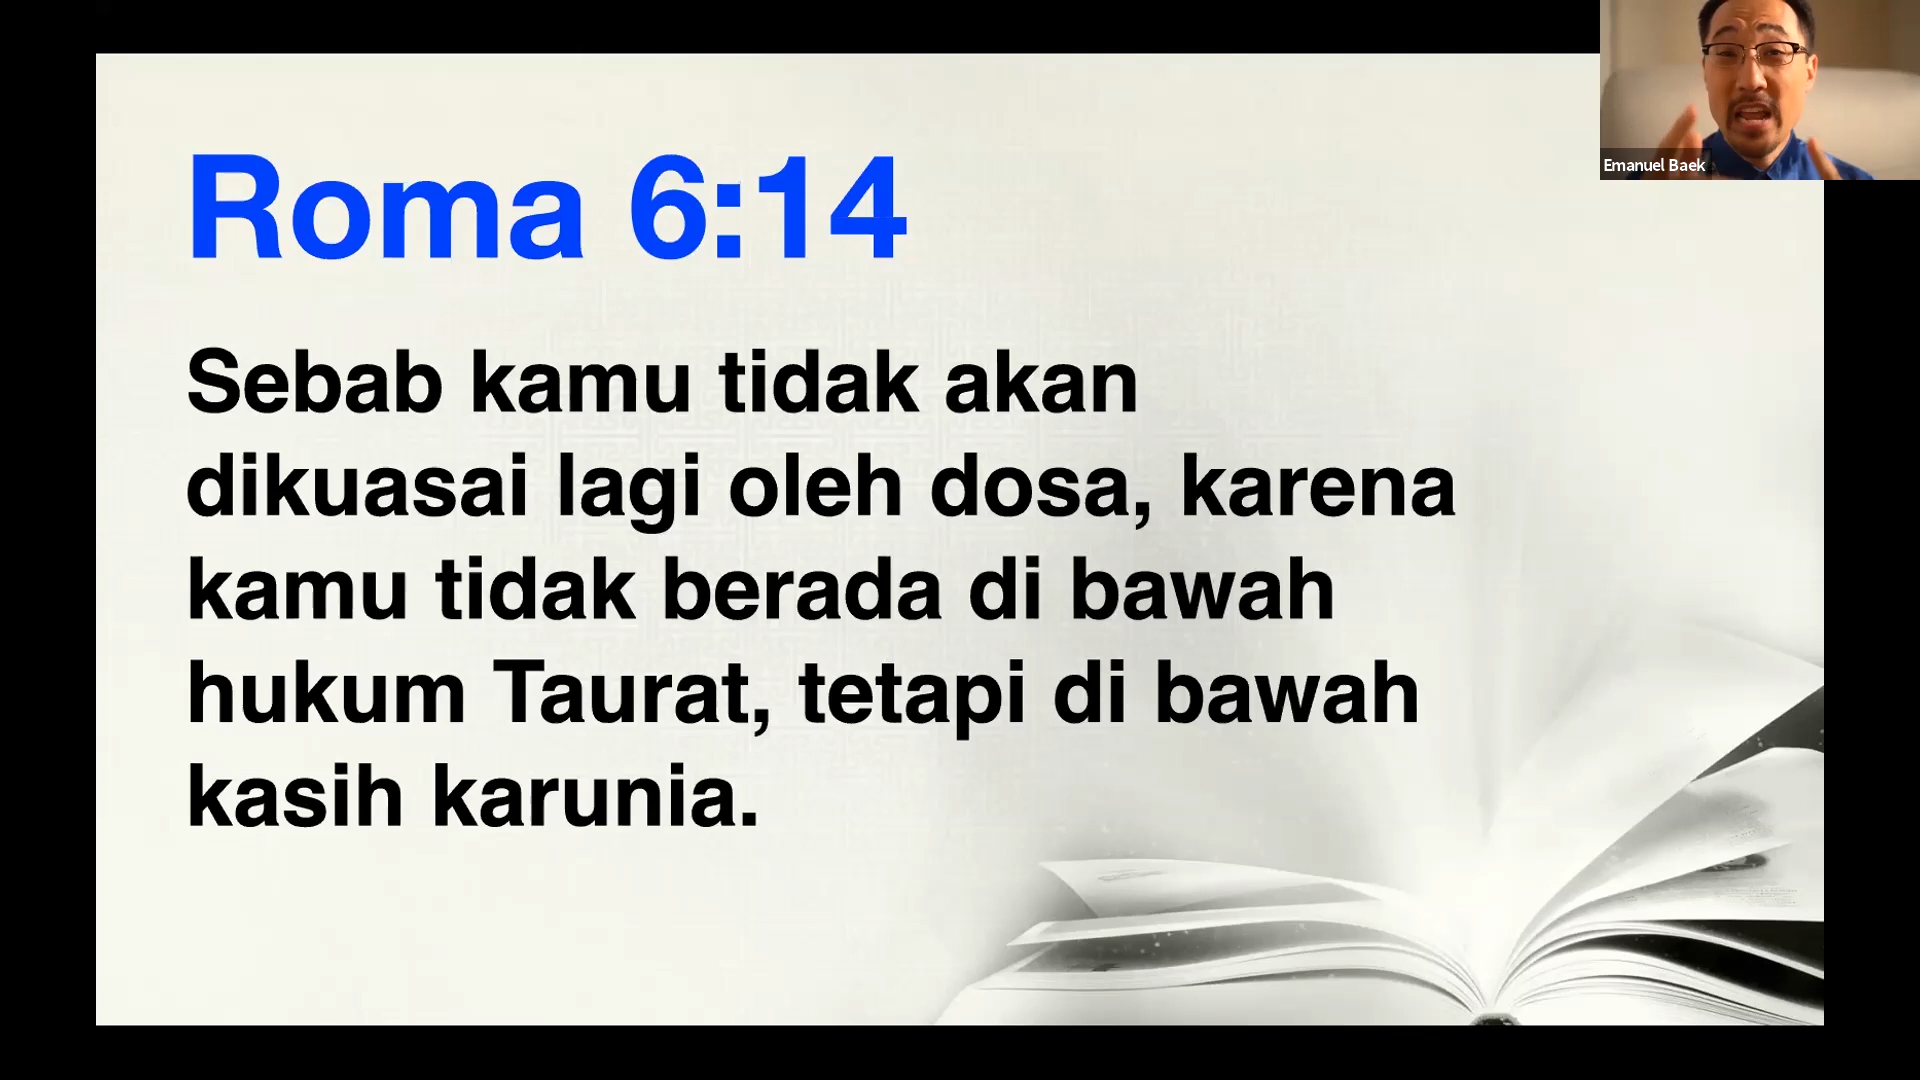 Roma 6:14
Sebab kamu tidak akan
dikuasai lagi oleh dosa, karena
kamu tidak berada di bawah
hukum Taurat, tetapi di bawah
kasih karunia.
Emanuel Baek